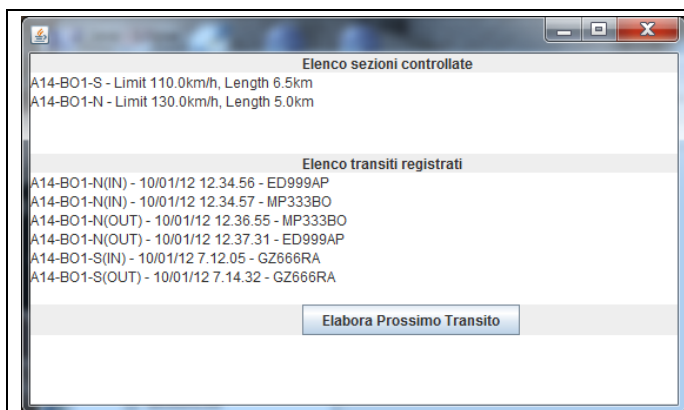 Elenco sezioni controllate
A14-BO1-S - Limit 110.0km/h, Length 6.5km
A14-BO1-N - Limit 130.0km/h, Length 5.0km
Elenco transiti registrati
A14-BO1-N(IN) - 10/01/12 12.34.56 - ED999AP
A14-BO1-N(IN) - 10/01/12 12.34.57 - MP333BO
A14-BO1-N(OUT) - 10/01/12 12.36.55 - MP333BO
A14-BO1-N(OUT) - 10/01/12 12.37.31 - ED999AP
A14-BO1-S(IN) - 10/01/12 7.12.05 - GZ666RA
A14-BO1-S(OUT) - 10/01/12 7.14.32 - GZ666RA
Elabora Prossimo Transito